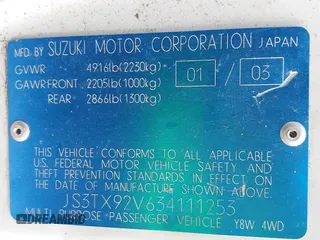 MFD. BY SUZUKI MOTOR CORPORATION JAPAN
GVWR 4916lb(2230kg) 01 / 03
GAWR FRONT 2205lb(1000kg)
REAR 2866lb(1300kg)
THIS VEHICLE CONFORMS TO ALL APPLICABLE
U.S. FEDERAL MOTOR VEHICLE SAFETY AND
THEFT PREVENTION STANDARDS IN EFFECT ON
THE DATE OF MANUFACTURE SHOWN ABOVE.
JS3TX92V634111253
MULTI PURPOSE PASSENGER VEHICLE Y8W 4WD
DREAMBID